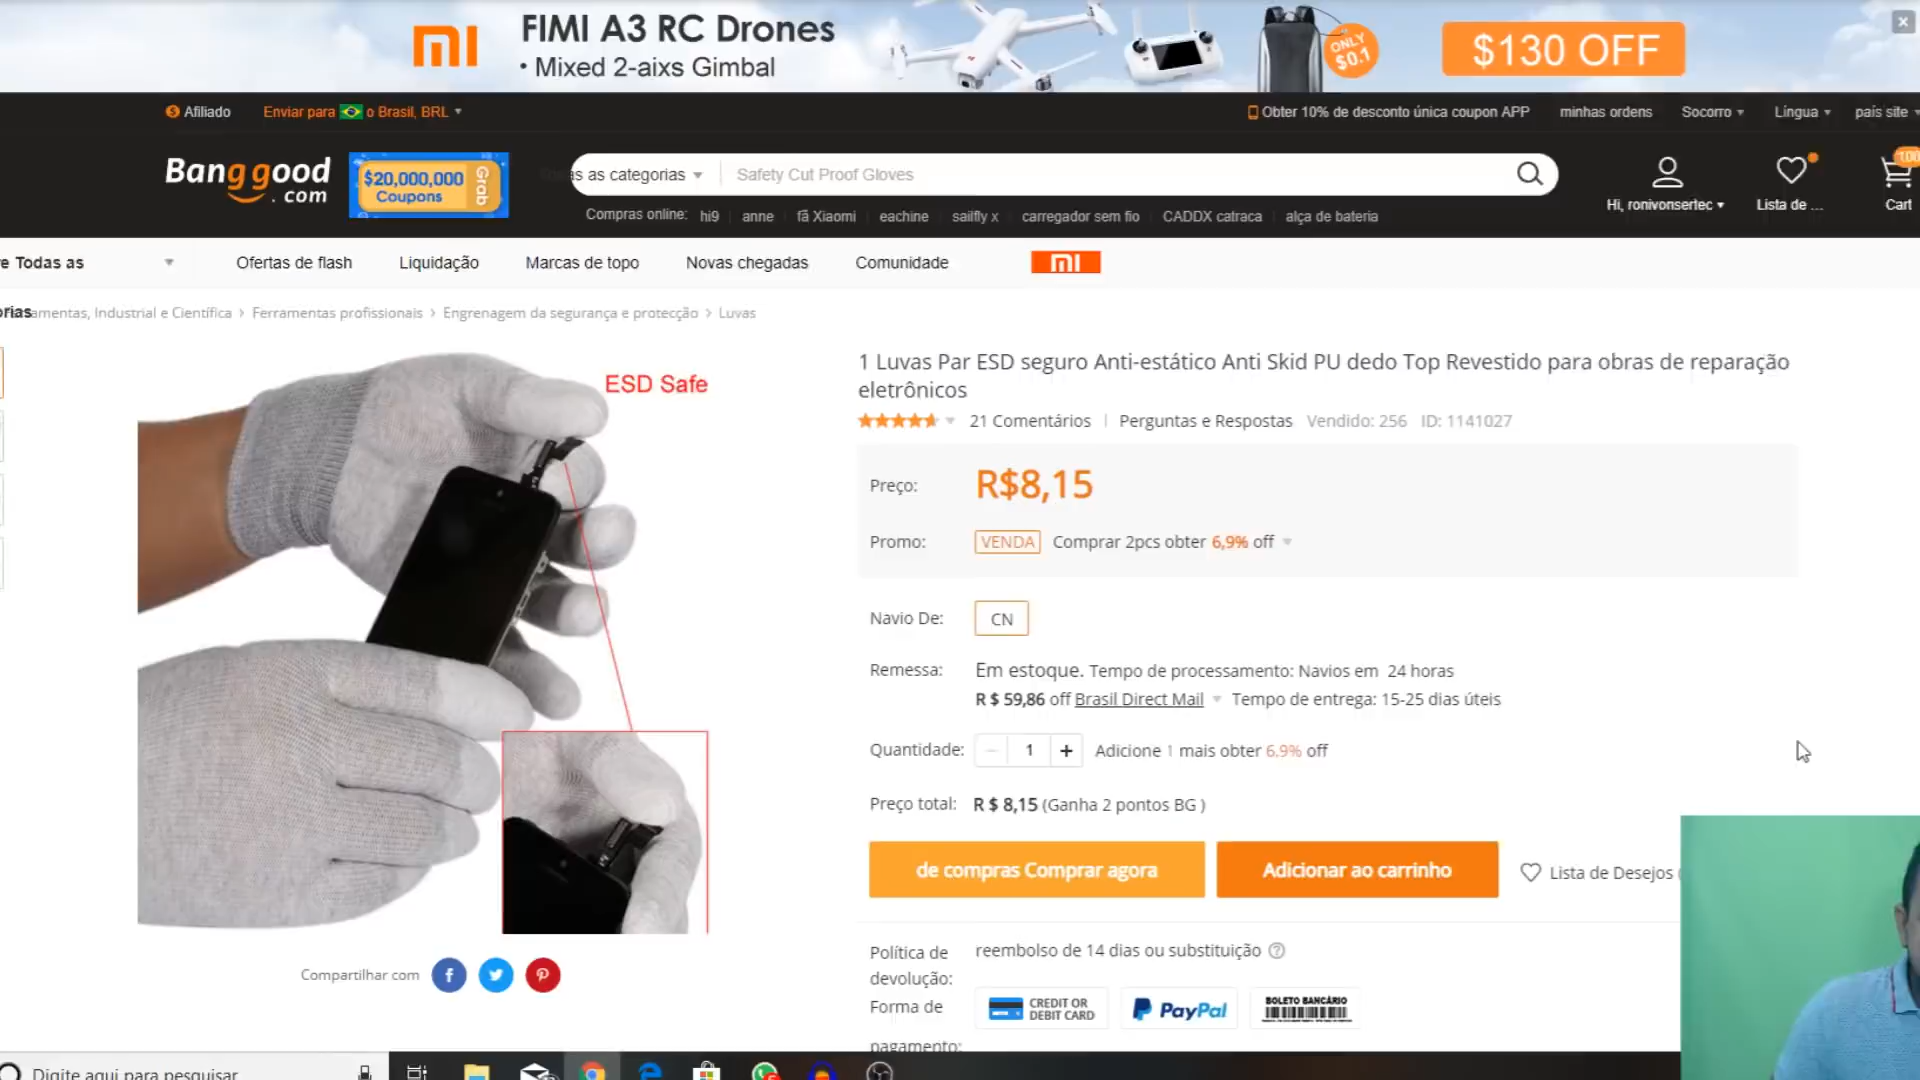 FIMI A3 RC Drones
• Mixed 2-aixs Gimbal
ONLY
$0.1
$130 OFF
Afiliado
Enviar para o Brasil, BRL
Obter 10% de desconto única coupon APP
minhas ordens
Socorro
Língua
país site
Banggood
.com
$20,000,000
Coupons
Grab
as categorias
Safety Cut Proof Gloves
Compras online: hi9 anne fã Xiaomi eachine sailfly x carregador sem fio CADDX catraca alça de bateria
Hi, ronivonsertec
Lista de ...
Cart
e Todas as
Ofertas de flash
Liquidação
Marcas de topo
Novas chegadas
Comunidade
orias
amentas, Industrial e Científica > Ferramentas profissionais > Engrenagem da segurança e protecção > Luvas
ESD Safe
1 Luvas Par ESD seguro Anti-estático Anti Skid PU dedo Top Revestido para obras de reparação
eletrônicos
21 Comentários Perguntas e Respostas Vendido: 256 ID: 1141027
Preço: R$8,15
Promo: VENDA Comprar 2pcs obter 6,9% off
Navio De: CN
Remessa: Em estoque. Tempo de processamento: Navios em 24 horas
R $ 59,86 off Brasil Direct Mail Tempo de entrega: 15-25 dias úteis
Quantidade: − 1 + Adicione 1 mais obter 6,9% off
Preço total: R $ 8,15 (Ganha 2 pontos BG )
de compras Comprar agora
Adicionar ao carrinho
Lista de Desejos (
Política de
devolução:
reembolso de 14 dias ou substituição
Forma de
pagamento:
CREDIT OR
DEBIT CARD
PayPal
BOLETO BANCÁRIO
Compartilhar com
Digite aqui para pesquisar